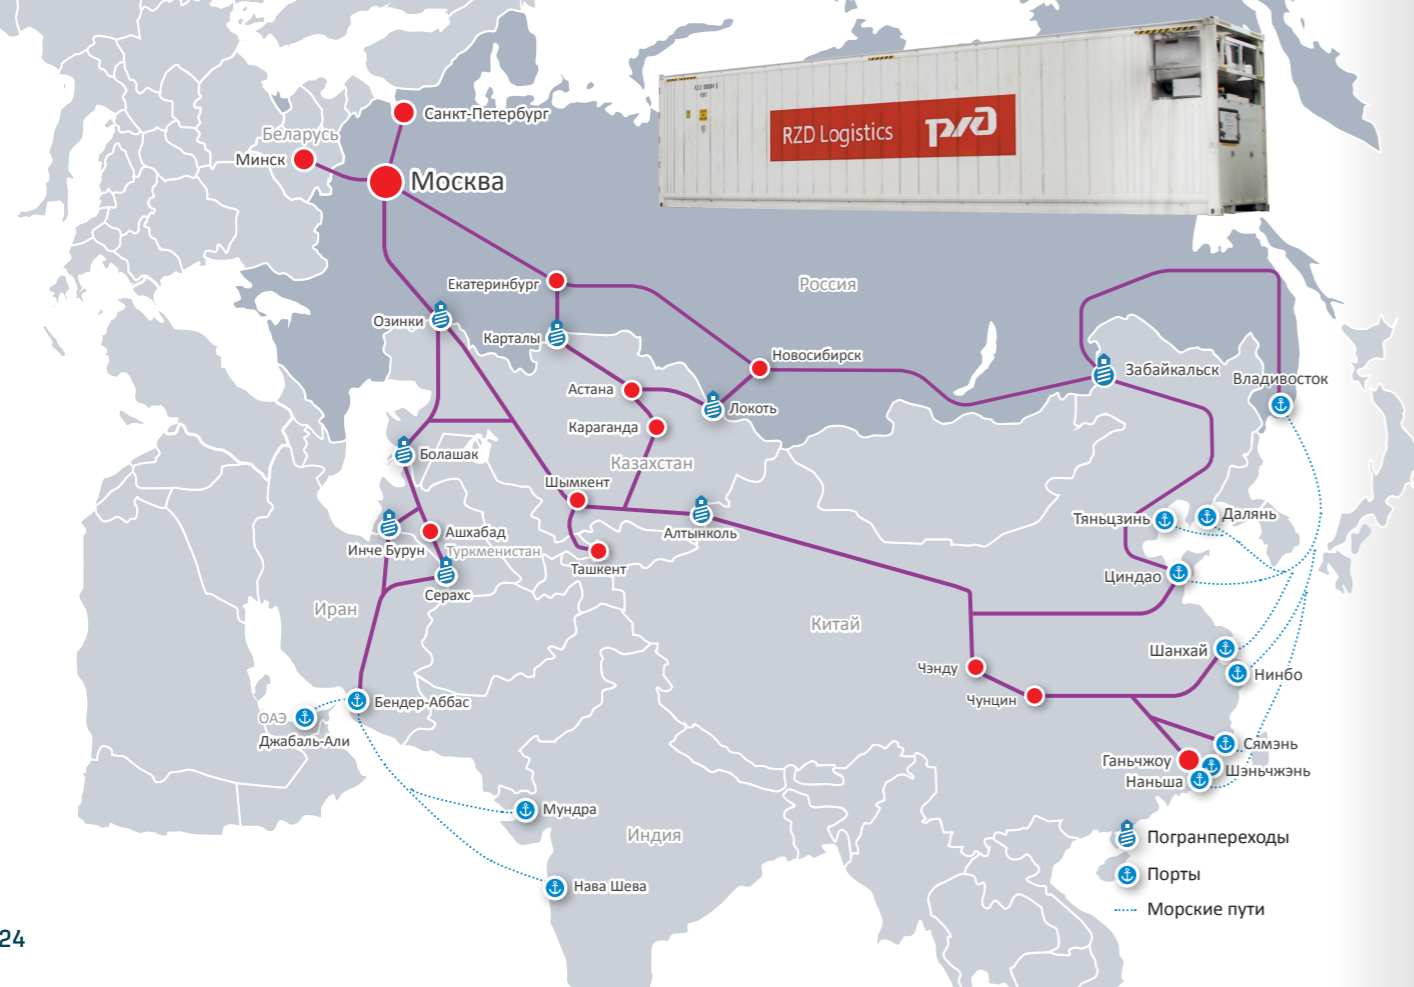 Санкт-Петербург
Беларусь
Минск
Москва
RZD Logistics
РЖД
Екатеринбург
Россия
Озинки
Карталы
Новосибирск
Астана
Локоть
Забайкальск
Владивосток
Караганда
Болашак
Казахстан
Шымкент
Алтынколь
Тяньцзинь
Далянь
Инче Бурун
Ашхабад
Туркменистан
Ташкент
Серахс
Циндао
Иран
Китай
Шанхай
Нинбо
Чэнду
Чунцин
Бендер-Аббас
ОАЭ
Джабаль-Али
Сямэнь
Ганьчжоу
Шэньчжэнь
Наньша
Мундра
Индия
Нава Шева
Погранпереходы
Порты
Морские пути
24